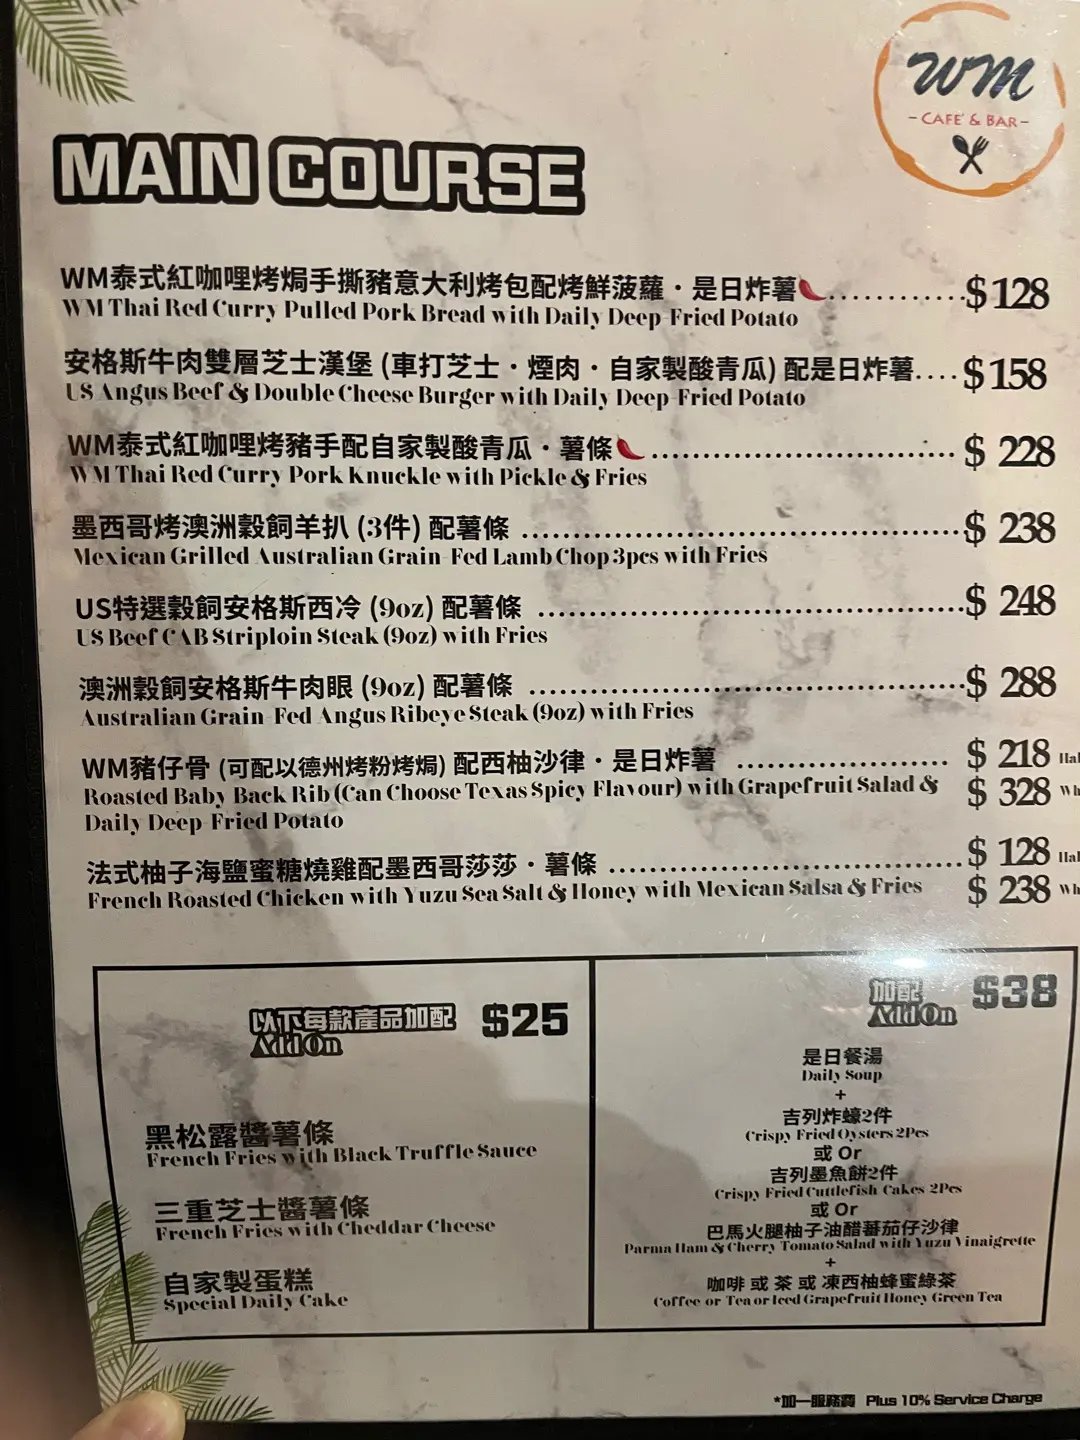 WM
- CAFE' & BAR -
MAIN COURSE
WM泰式紅咖哩烤焗手撕豬意大利烤包配烤鮮菠蘿・是日炸薯............$128
WM Thai Red Curry Pulled Pork Bread with Daily Deep-Fried Potato
安格斯牛肉雙層芝士漢堡 (車打芝士・煙肉・自家製酸青瓜) 配是日炸薯....$158
US Angus Beef & Double Cheese Burger with Daily Deep-Fried Potato
WM泰式紅咖哩烤豬手配自家製酸青瓜・薯條............................ $ 228
WM Thai Red Curry Pork Knuckle with Pickle & Fries
墨西哥烤澳洲穀飼羊扒 (3件) 配薯條 ........................................ $ 238
Mexican Grilled Australian Grain-Fed Lamb Chop 3pcs with Fries
US特選穀飼安格斯西冷 (9oz) 配薯條 ....................................... $ 248
US Beef CAB Striploin Steak (9oz) with Fries
澳洲穀飼安格斯牛肉眼 (9oz) 配薯條 ........................................ $ 288
Australian Grain-Fed Angus Ribeye Steak (9oz) with Fries
WM豬仔骨 (可配以德州烤粉烤焗) 配西柚沙律・是日炸薯 ................... $ 218
Roasted Baby Back Rib (Can Choose Texas Spicy Flavour) with Grapefruit Salad & $ 328
Daily Deep-Fried Potato
法式柚子海鹽蜜糖燒雞配墨西哥莎莎・薯條 ................................ $ 128
French Roasted Chicken with Yuzu Sea Salt & Honey with Mexican Salsa & Fries $ 238
以下每款產品加配 $25
Add On
黑松露醬薯條
French Fries with Black Truffle Sauce
三重芝士醬薯條
French Fries with Cheddar Cheese
自家製蛋糕
Special Daily Cake
加配 $38
Add On
是日餐湯
Daily Soup
+
吉列炸蠔2件
Crispy Fried Oysters 2Pcs
或 Or
吉列墨魚餅2件
Crispy Fried Cuttlefish Cakes 2Pcs
或 Or
巴馬火腿柚子油醋蕃茄仔沙律
Parma Ham & Cherry Tomato Salad with Yuzu Vinaigrette
+
咖啡 或 茶 或 凍西柚蜂蜜綠茶
Coffee or Tea or Iced Grapefruit Honey Green Tea
*加一服務費 Plus 10% Service Charge